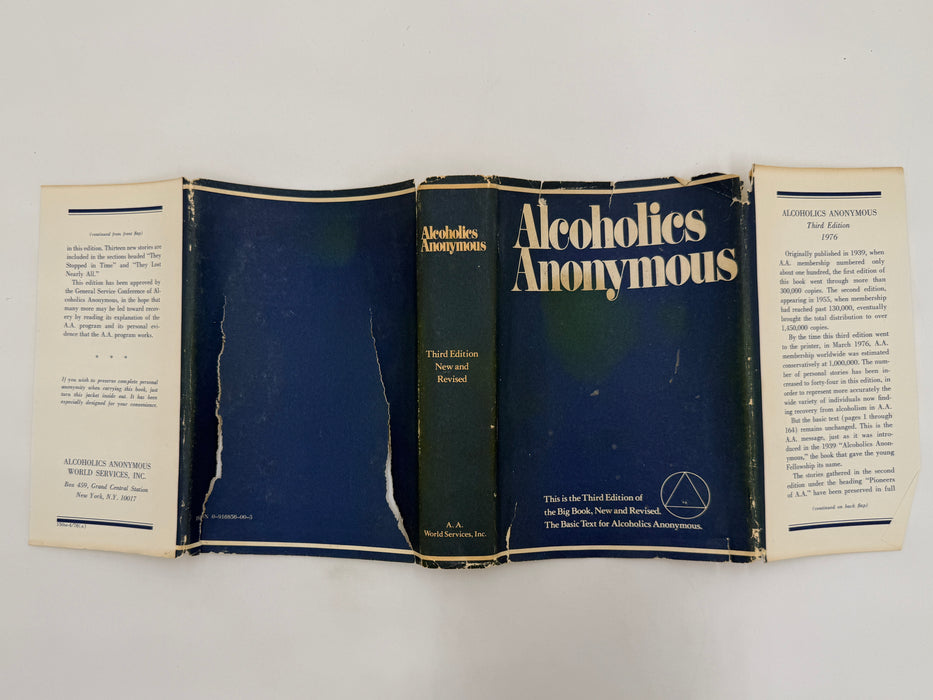 (continued from front flap)
in this edition. Thirteen new stories are
included in the sections headed "They
Stopped in Time" and "They Lost
Nearly All."
This edition has been approved by
the General Service Conference of Al-
coholics Anonymous, in the hope that
many more may be led toward recov-
ery by reading its explanation of the
A.A. program and its personal evi-
dence that the A.A. program works.
* * *
If you wish to preserve complete personal
anonymity when carrying this book, just
turn this jacket inside out. It has been
especially designed for your convenience.
ALCOHOLICS ANONYMOUS
WORLD SERVICES, INC.
Box 459, Grand Central Station
New York, N.Y. 10017
N 0-916856-00-3
Alcoholics
Anonymous
Third Edition
New and
Revised
A. A.
World Services, Inc.
Alcoholics
Anonymous
This is the Third Edition of
the Big Book, New and Revised.
The Basic Text for Alcoholics Anonymous.
ALCOHOLICS ANONYMOUS
Third Edition
1976
Originally published in 1939, when
A.A. membership numbered only
about one hundred, the first edition of
this book went through more than
300,000 copies. The second edition,
appearing in 1955, when membership
had reached past 150,000, eventually
brought the total distribution to over
1,450,000 copies.
By the time this third edition went
to the printer, in March 1976, A.A.
membership worldwide was estimated
conservatively at 1,000,000. The num-
ber of personal stories has been in-
creased to forty-four in this edition, in
order to represent more accurately the
wide variety of individuals now find-
ing recovery from alcoholism in A.A.
But the basic text (pages 1 through
164) remains unchanged. This is the
A.A. message, just as it was intro-
duced in the 1939 "Alcoholics Anon-
ymous," the book that gave the young
Fellowship its name.
The stories gathered in the second
edition under the heading "Pioneers
of A.A." have been preserved in full
(continued on back flap)